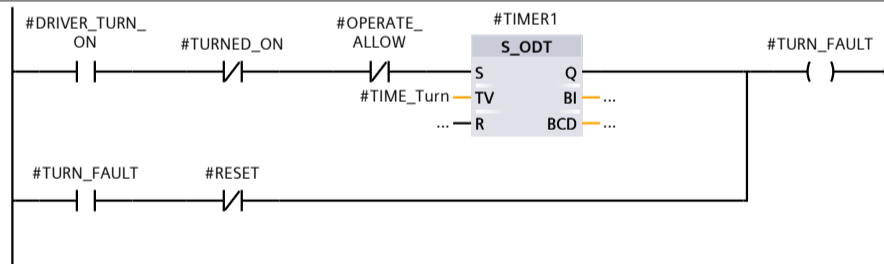 #DRIVER_TURN_
ON
#TURNED_ON
#OPERATE_
ALLOW
#TIMER1
S_ODT
#TURN_FAULT
S Q
#TIME_Turn TV BI ...
... R BCD ...
#TURN_FAULT #RESET